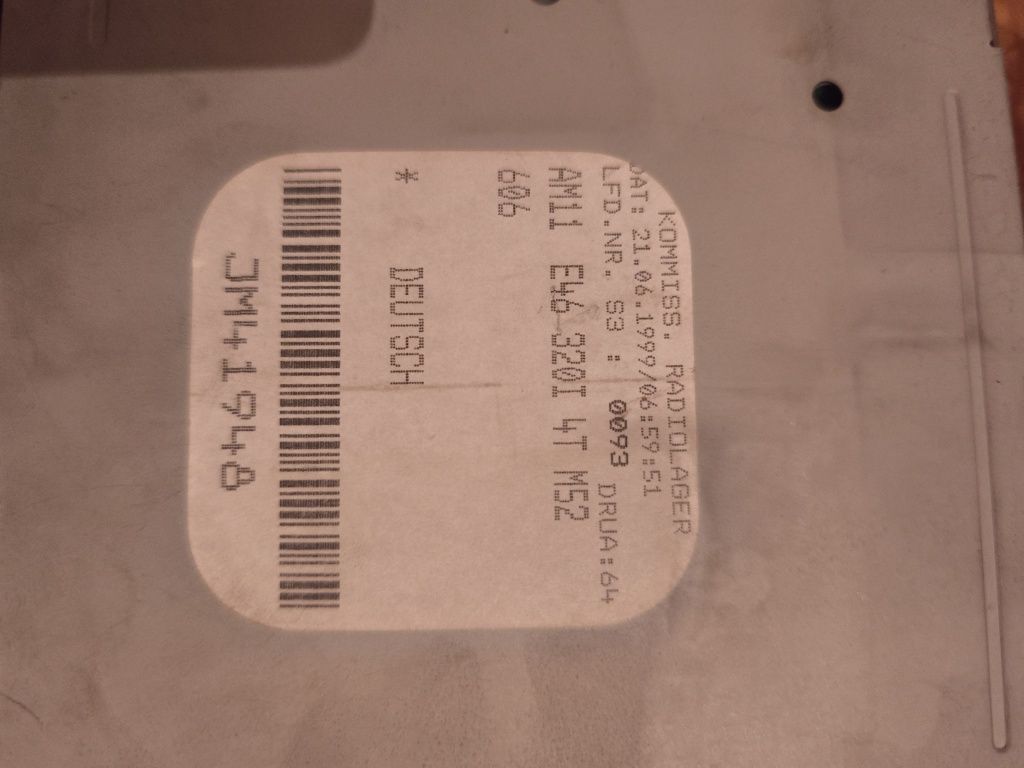 KOMMISS. RADIOLAGER
DAT: 21.06.1999/06:59:51
LFD.NR. S3 : 0093 DRUA:64
AM11 E46 320I 4T M52
606
* DEUTSCH
JM41948